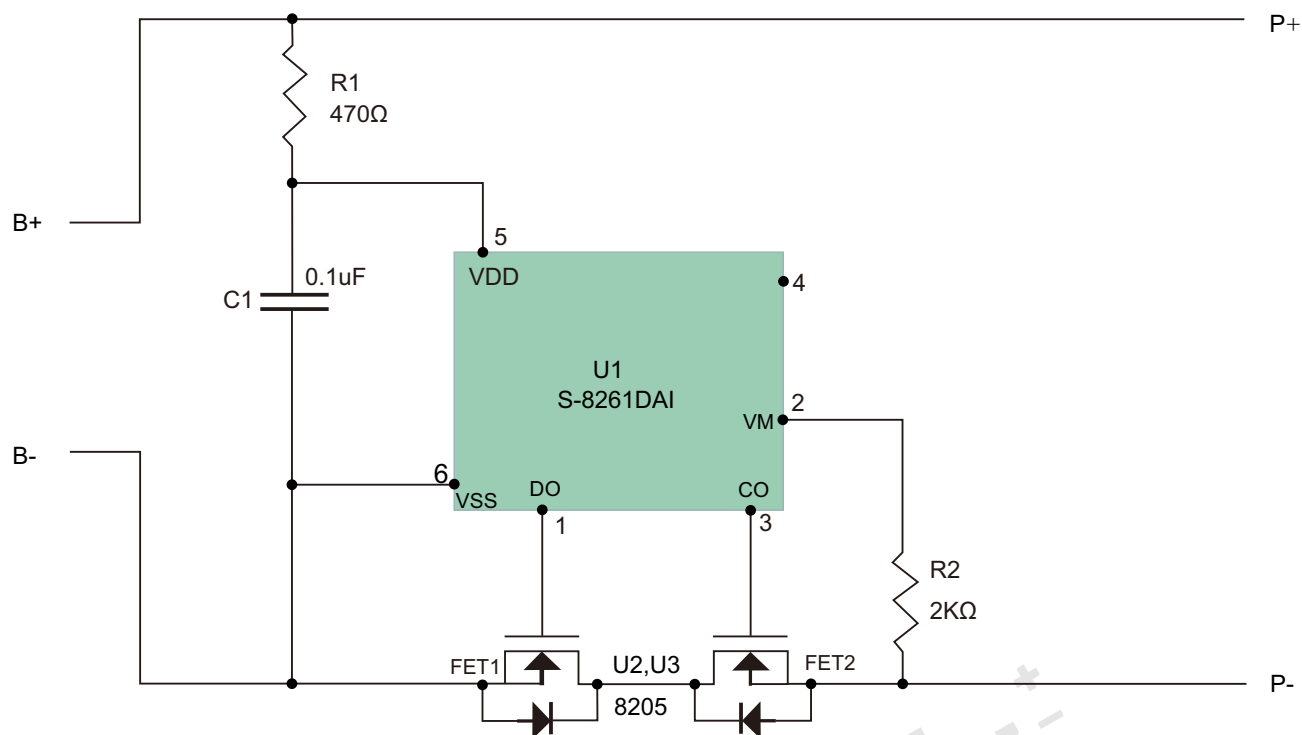 P+
R1
470Ω
B+
5
VDD
0.1uF
C1
4
U1
S-8261DAI
2
VM
B-
6
VSS
DO
CO
1
3
R2
2KΩ
FET1
U2,U3
FET2
8205
P-